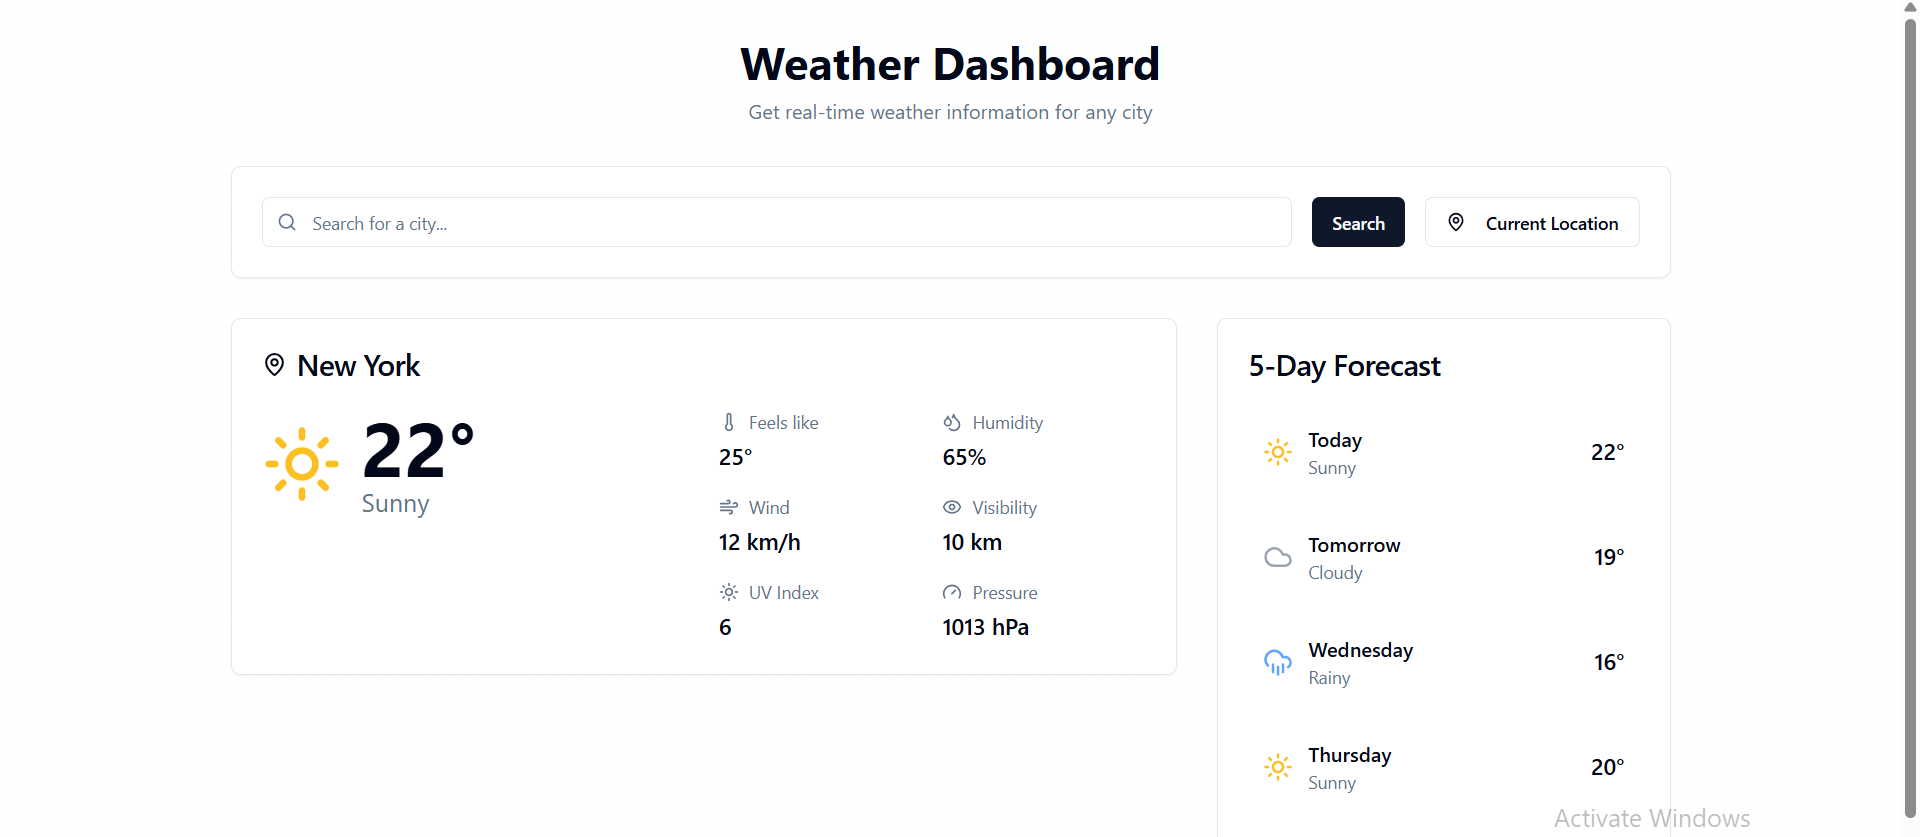 Weather Dashboard
Get real-time weather information for any city
Search for a city...
Search
Current Location
New York
22°
Sunny
Feels like
25°
Humidity
65%
Wind
12 km/h
Visibility
10 km
UV Index
6
Pressure
1013 hPa
5-Day Forecast
Today
Sunny
22°
Tomorrow
Cloudy
19°
Wednesday
Rainy
16°
Thursday
Sunny
20°
Activate Windows